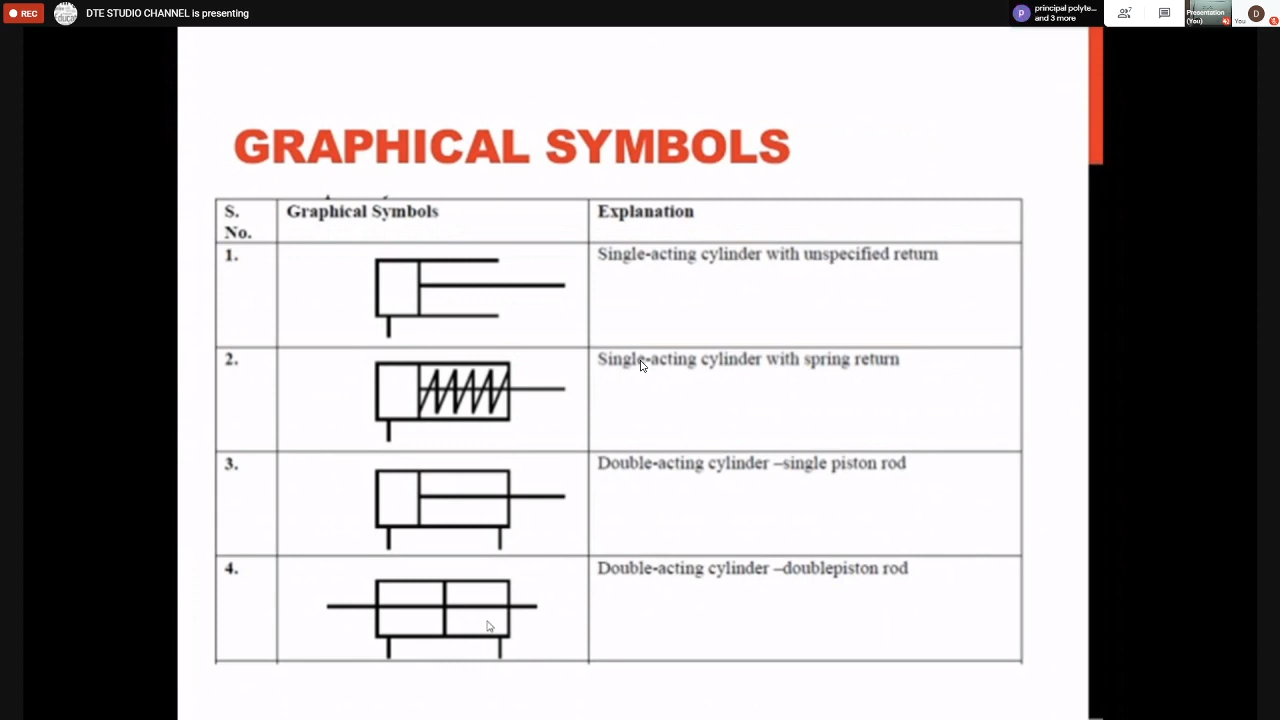 REC
DTE STUDIO CHANNEL is presenting
principal polyte...
and 3 more
P
7
Presentation
(You)
You
D
GRAPHICAL SYMBOLS
S.
No.
Graphical Symbols
Explanation
1.
Single-acting cylinder with unspecified return
2.
Single-acting cylinder with spring return
3.
Double-acting cylinder –single piston rod
4.
Double-acting cylinder –doublepiston rod